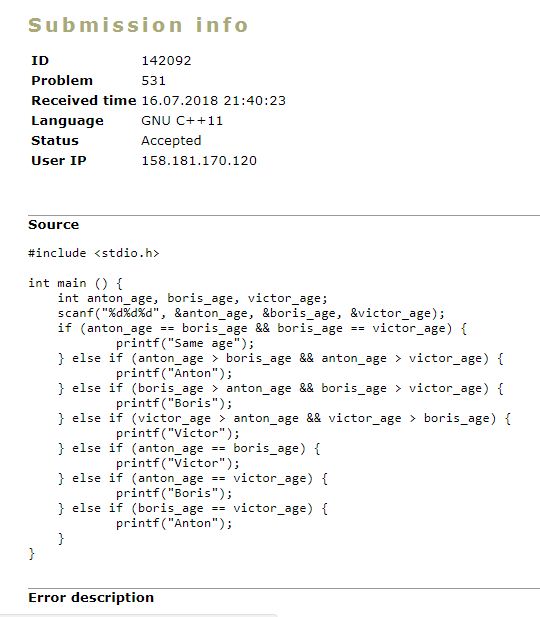 Submission info
ID 142092
Problem 531
Received time 16.07.2018 21:40:23
Language GNU C++11
Status Accepted
User IP 158.181.170.120
Source
#include <stdio.h>
int main () {
    int anton_age, boris_age, victor_age;
    scanf("%d%d%d", &anton_age, &boris_age, &victor_age);
    if (anton_age == boris_age && boris_age == victor_age) {
            printf("Same age");
    } else if (anton_age > boris_age && anton_age > victor_age) {
            printf("Anton");
    } else if (boris_age > anton_age && boris_age > victor_age) {
            printf("Boris");
    } else if (victor_age > anton_age && victor_age > boris_age) {
            printf("Victor");
    } else if (anton_age == boris_age) {
            printf("Victor");
    } else if (anton_age == victor_age) {
            printf("Boris");
    } else if (boris_age == victor_age) {
            printf("Anton");
    }
}
Error description